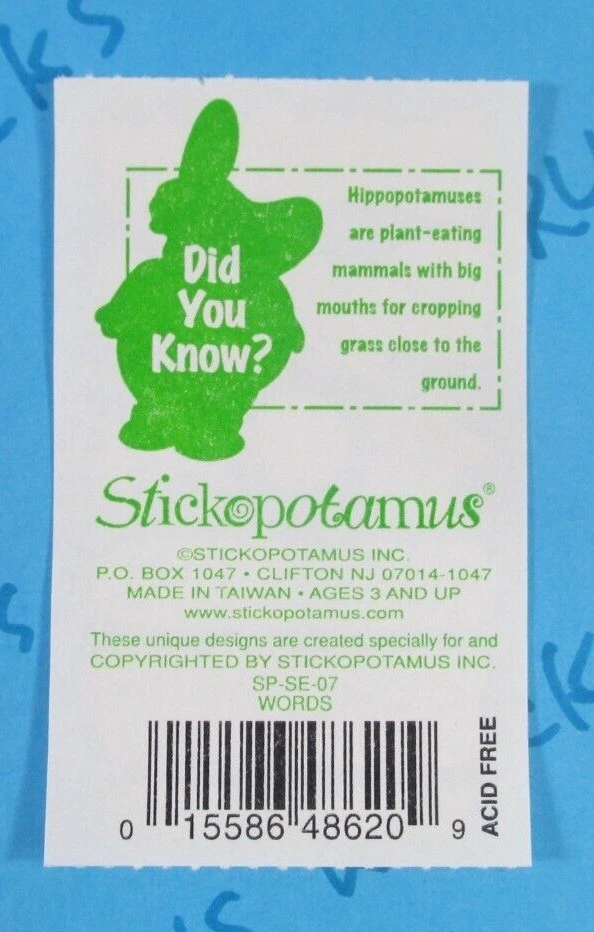 Did
You
Know?
Hippopotamuses
are plant-eating
mammals with big
mouths for cropping
grass close to the
ground.
Stickopotamus®
©STICKOPOTAMUS INC.
P.O. BOX 1047 • CLIFTON NJ 07014-1047
MADE IN TAIWAN • AGES 3 AND UP
www.stickopotamus.com
These unique designs are created specially for and
COPYRIGHTED BY STICKOPOTAMUS INC.
SP-SE-07
WORDS
0 15586 48620 9
ACID FREE